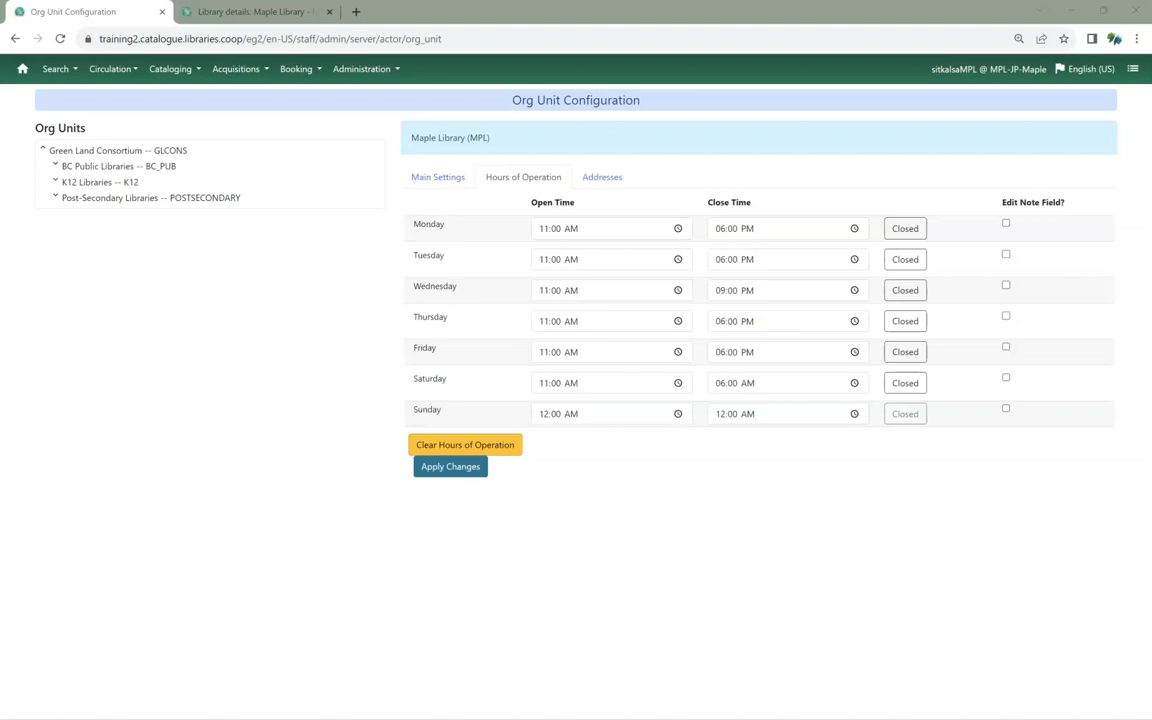 Org Unit Configuration
Library details: Maple Library -
training2.catalogue.libraries.coop/eg2/en-US/staff/admin/server/actor/org_unit
Search Circulation Cataloging Acquisitions Booking Administration sitkalsaMPL @ MPL-JP-Maple English (US)
Org Unit Configuration
Org Units
Green Land Consortium -- GLCONS
BC Public Libraries -- BC_PUB
K12 Libraries -- K12
Post-Secondary Libraries -- POSTSECONDARY
Maple Library (MPL)
Main Settings Hours of Operation Addresses
Open Time Close Time Edit Note Field?
Monday 11:00 AM 06:00 PM Closed
Tuesday 11:00 AM 06:00 PM Closed
Wednesday 11:00 AM 09:00 PM Closed
Thursday 11:00 AM 06:00 PM Closed
Friday 11:00 AM 06:00 PM Closed
Saturday 11:00 AM 06:00 AM Closed
Sunday 12:00 AM 12:00 AM Closed
Clear Hours of Operation
Apply Changes